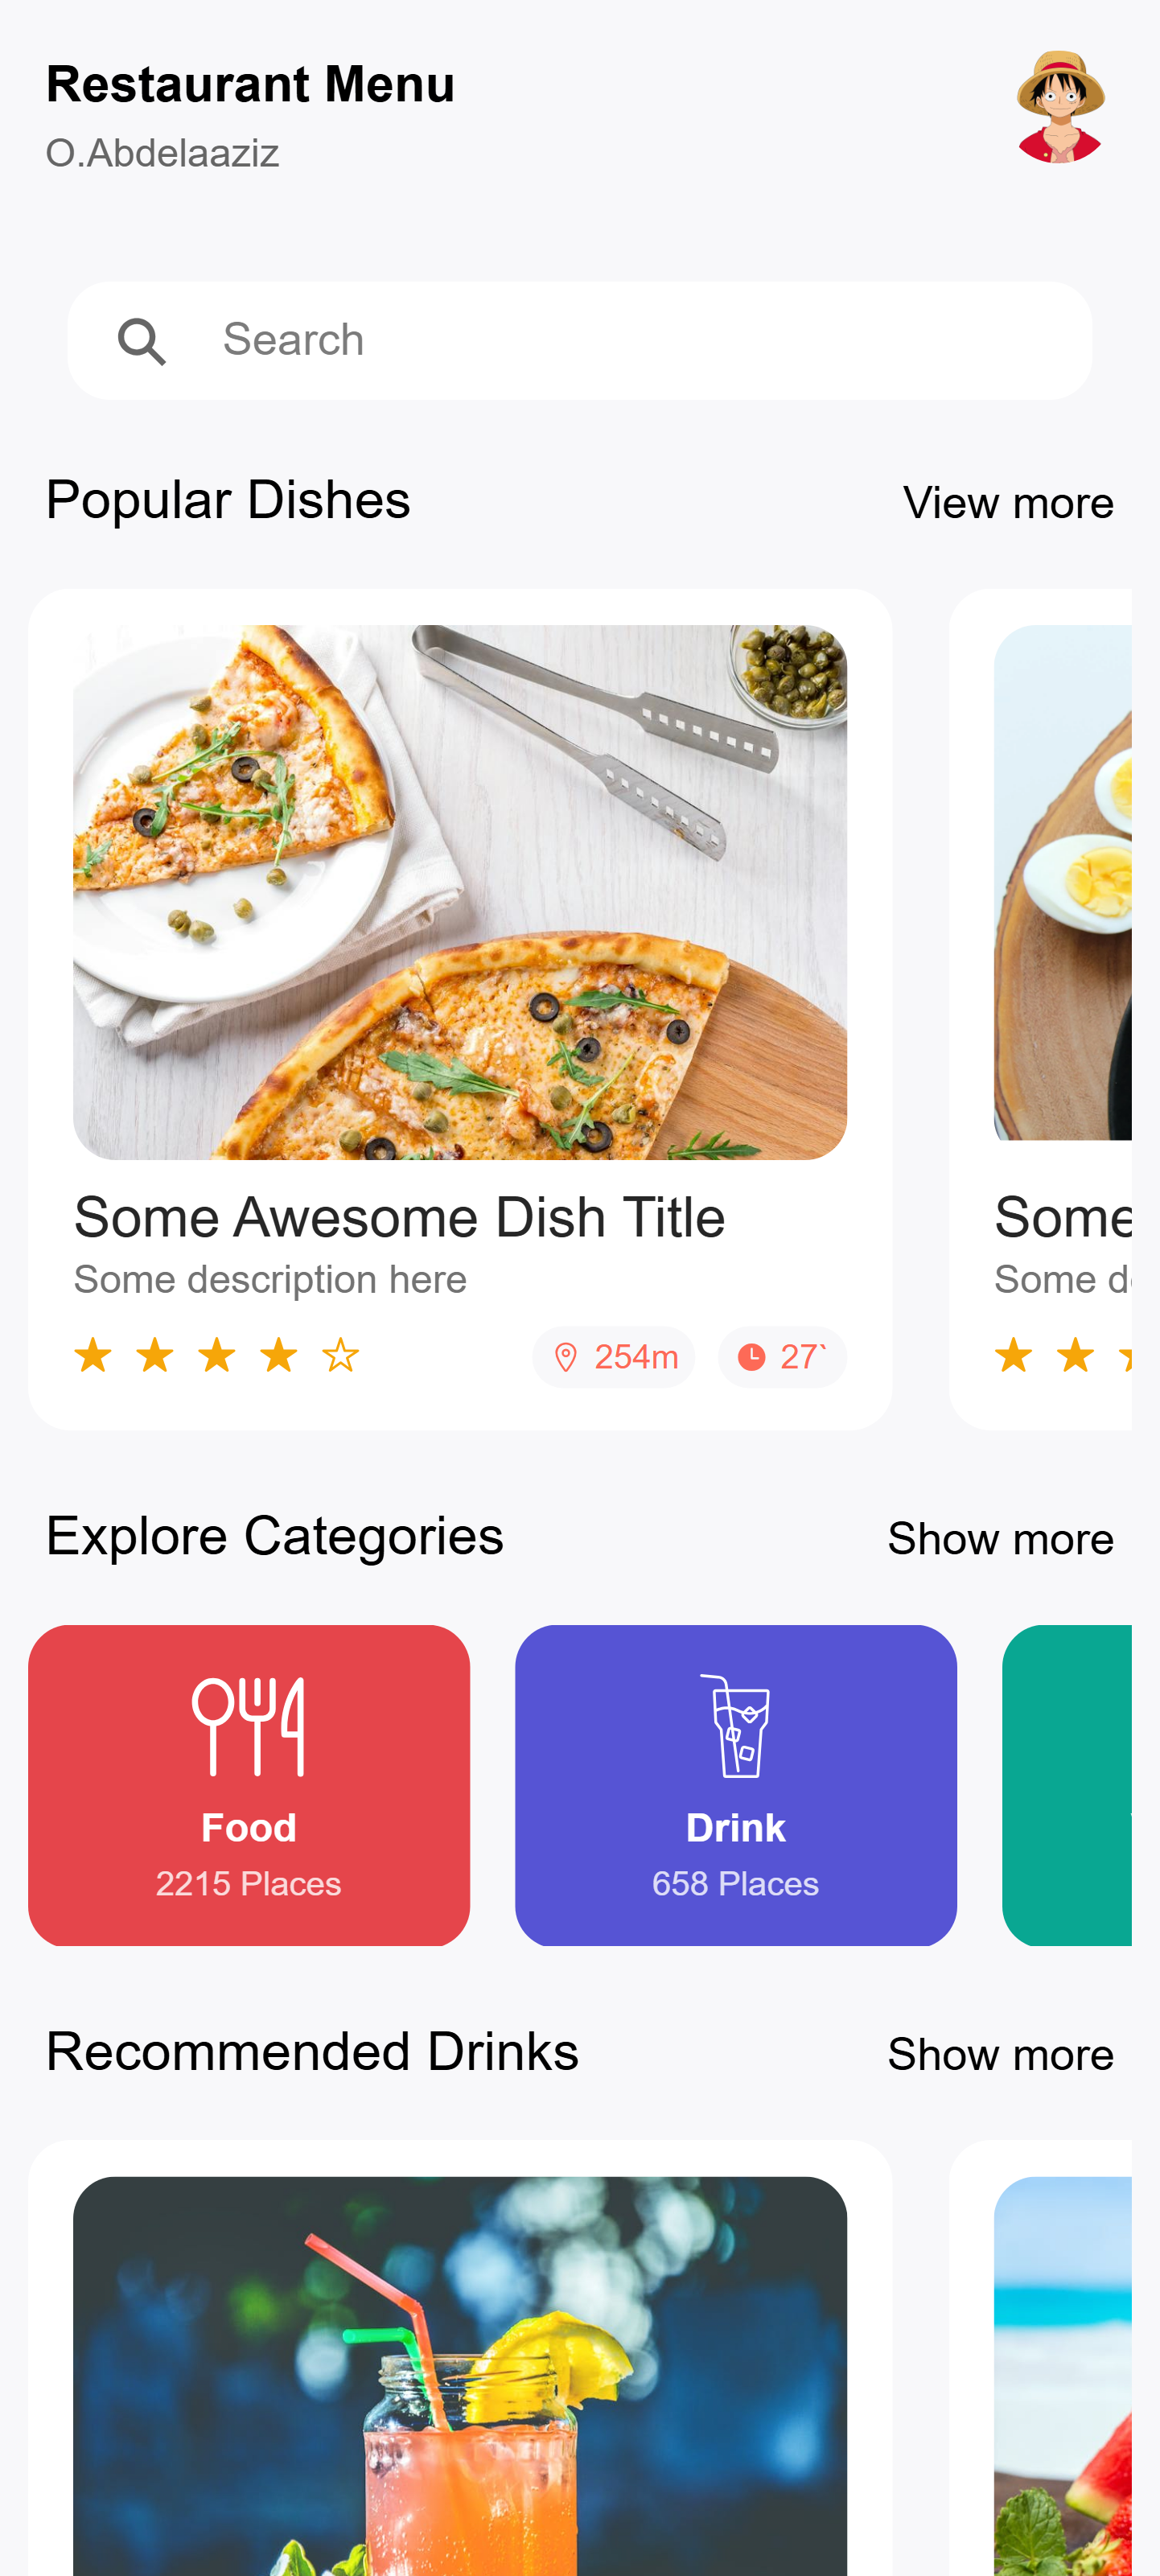 Restaurant Menu
O.Abdelaaziz
Search
Popular Dishes
View more
Some Awesome Dish Title
Some description here
254m
27`
Some
Some d
Explore Categories
Show more
Food
2215 Places
Drink
658 Places
Recommended Drinks
Show more